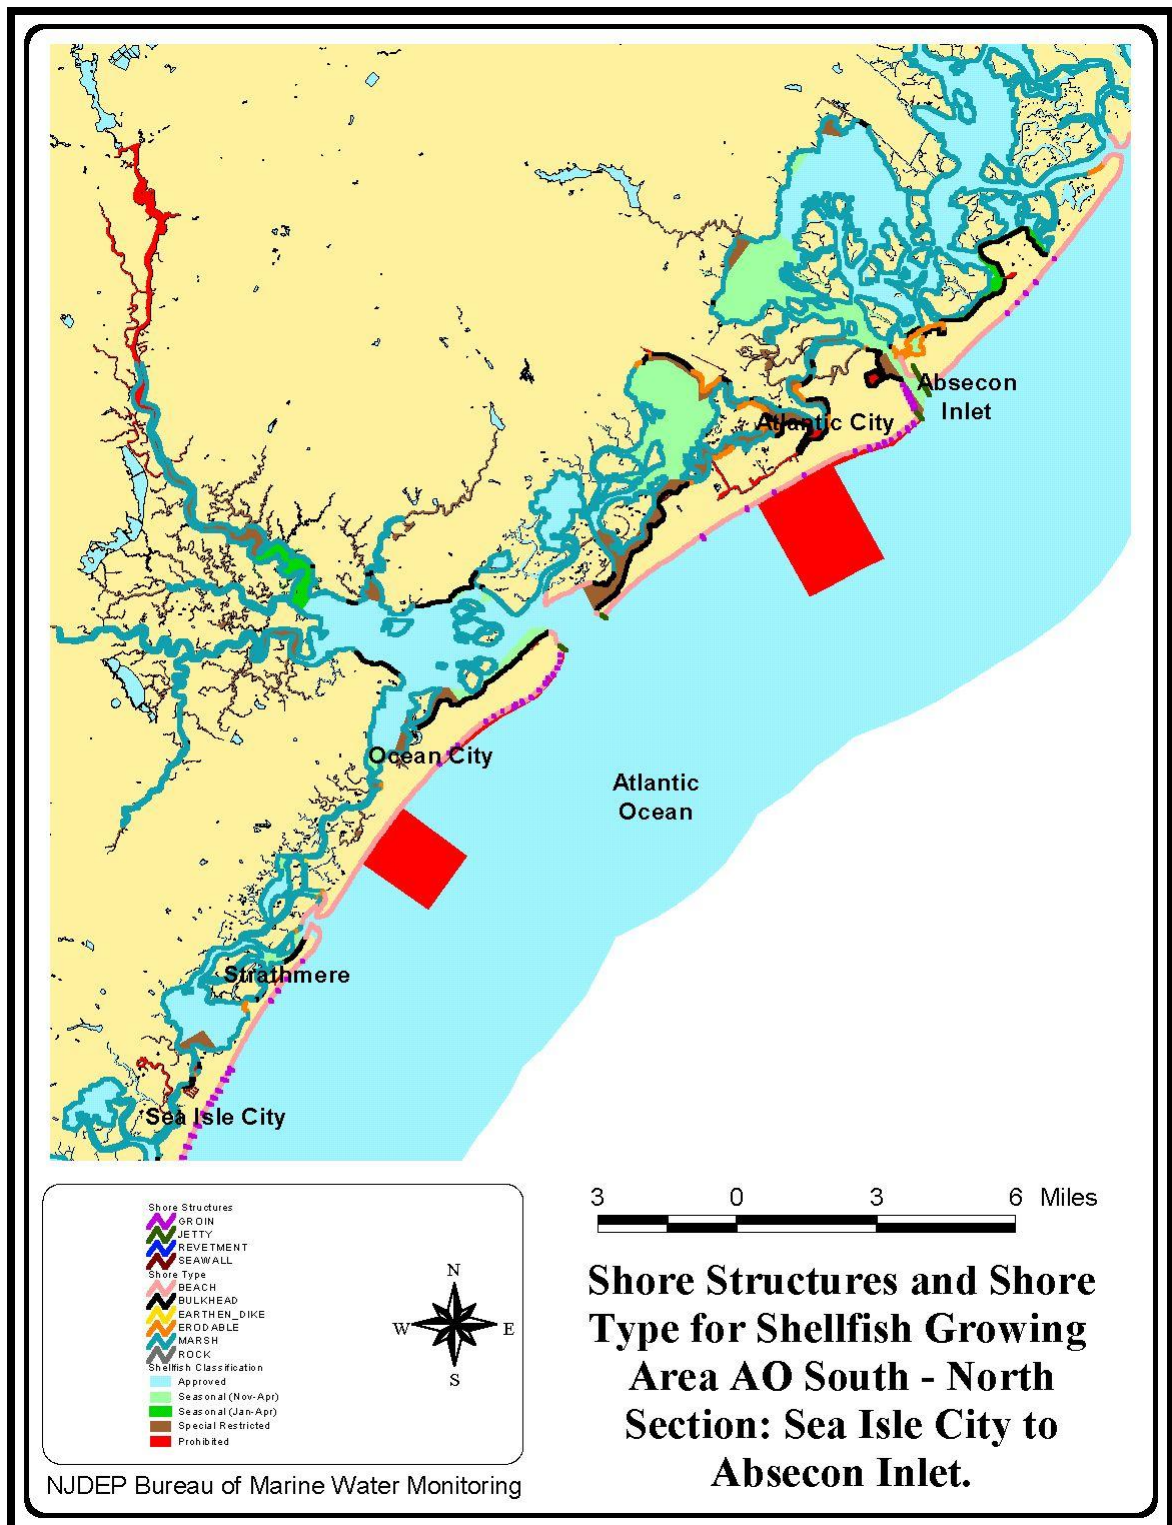 Absecon
Inlet
Atlantic City
Ocean City
Atlantic
Ocean
Strathmere
Sea Isle City
Shore Structures
GROIN
JETTY
REVETMENT
SEAWALL
Shore Type
BEACH
BULKHEAD
EARTHEN_DIKE
ERODABLE
MARSH
ROCK
Shellfish Classification
Approved
Seasonal (Nov-Apr)
Seasonal (Jan-Apr)
Special Restricted
Prohibited
N
W E
S
NJDEP Bureau of Marine Water Monitoring
3 0 3 6 Miles
Shore Structures and Shore
Type for Shellfish Growing
Area AO South - North
Section: Sea Isle City to
Absecon Inlet.